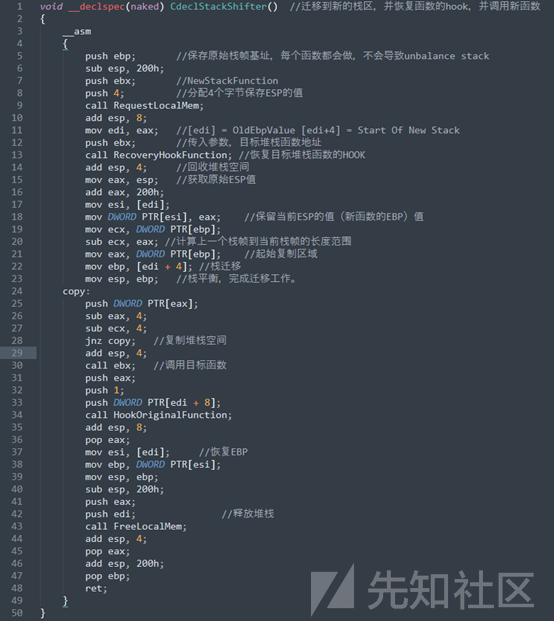 1 void __declspec(naked) CdeclStackShifter()  //迁移到新的栈区, 并恢复函数的hook, 并调用新函数
2 {
3     __asm
4     {
5         push ebp;      //保存原始栈帧基址, 每个函数都会做, 不会导致unbalance stack
6         sub esp, 200h;
7         push ebx;      //NewStackFunction
8         push 4;        //分配4个字节保存ESP的值
9         call RequestLocalMem;
10         add esp, 8;
11         mov edi, eax;   //[edi] = OldEbpValue [edi+4] = Start Of New Stack
12         push ebx;      //传入参数, 目标堆栈函数地址
13         call RecoveryHookFunction; //恢复目标堆栈函数的HOOK
14         add esp, 4;    //回收堆栈空间
15         mov eax, esp;   //获取原始ESP值
16         add eax, 200h;
17         mov esi, [edi];
18         mov DWORD PTR[esi], eax;    //保留当前ESP的值（新函数的EBP）值
19         mov ecx, DWORD PTR[ebp];
20         sub ecx, eax; //计算上一个栈帧到当前栈帧的长度范围
21         mov eax, DWORD PTR[ebp];    //起始复制区域
22         mov ebp, [edi + 4]; //栈迁移
23         mov esp, ebp;   //栈平衡, 完成迁移工作。
24     copy:
25         push DWORD PTR[eax];
26         sub eax, 4;
27         sub ecx, 4;
28         jnz copy;   //复制堆栈空间
29         add esp, 4;
30         call ebx;   //调用目标函数
31         push eax;
32         push 1;
33         push DWORD PTR[edi + 8];
34         call HookOriginalFunction;
35         add esp, 8;
36         pop eax;
37         mov esi, [edi];     //恢复EBP
38         mov ebp, DWORD PTR[esi];
39         mov esp, ebp;
40         sub esp, 200h;
41         push eax;
42         push edi;           //释放堆栈
43         call FreeLocalMem;
44         add esp, 4;
45         pop eax;
46         add esp, 200h;
47         pop ebp;
48         ret;
49     }
50 }
先知社区